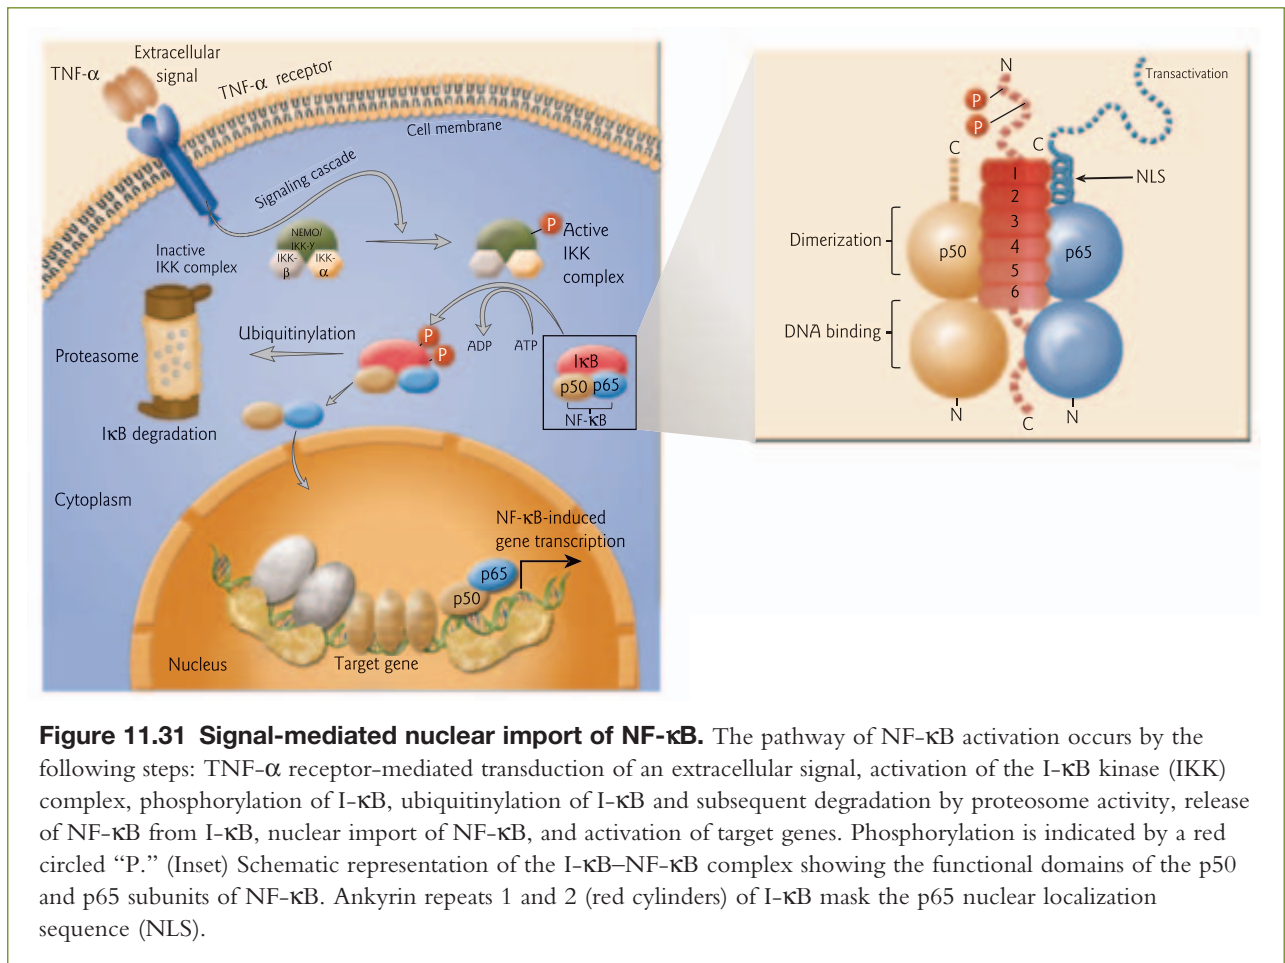 TNF-α
Extracellular
signal
TNF-α receptor
Cell membrane
Signaling cascade
Inactive
IKK complex
NEMO/
IKK-γ
IKK-
β
IKK-
α
P
Active
IKK
complex
Ubiquitinylation
P
P
ADP
ATP
Proteasome
IκB
p50
p65
NF-κB
IκB degradation
Cytoplasm
NF-κB-induced
gene transcription
p65
p50
Nucleus
Target gene
N
Transactivation
P
P
C
C
1
2
3
4
5
6
NLS
Dimerization
p50
p65
DNA binding
N
C
N
Figure 11.31 Signal-mediated nuclear import of NF-κB. The pathway of NF-κB activation occurs by the
following steps: TNF-α receptor-mediated transduction of an extracellular signal, activation of the I-κB kinase (IKK)
complex, phosphorylation of I-κB, ubiquitinylation of I-κB and subsequent degradation by proteosome activity, release
of NF-κB from I-κB, nuclear import of NF-κB, and activation of target genes. Phosphorylation is indicated by a red
circled “P.” (Inset) Schematic representation of the I-κB–NF-κB complex showing the functional domains of the p50
and p65 subunits of NF-κB. Ankyrin repeats 1 and 2 (red cylinders) of I-κB mask the p65 nuclear localization
sequence (NLS).